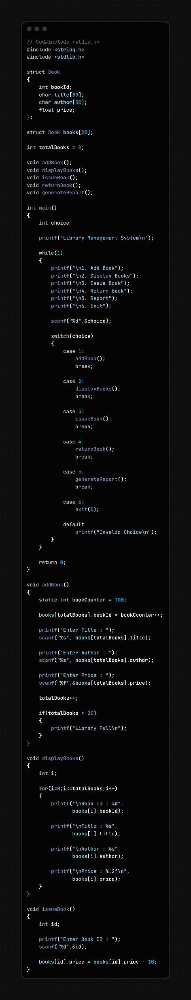 // Cod#include <stdio.h>
#include <string.h>
#include <stdlib.h>

struct Book
{
    int bookId;
    char title[50];
    char author[30];
    float price;
};

struct Book books[20];

int totalBooks = 0;

void addBook();
void displayBooks();
void issueBook();
void returnBook();
void generateReport();

int main()
{
    int choice

    printf("Library Management System\n");

    while(1)
    {
        printf("\n1. Add Book");
        printf("\n2. Display Books");
        printf("\n3. Issue Book");
        printf("\n4. Return Book");
        printf("\n5. Report");
        printf("\n6. Exit");

        scanf("%d",&choice);

        switch(choice)
        {
            case 1:
                addBook();
                break;

            case 2:
                displayBooks();
                break;

            case 3:
                issueBook();
                break;

            case 4:
                returnBook();
                break;

            case 5:
                generateReport();
                break;

            case 6:
                exit(0);

            default
                printf("Invalid Choice\n");
        }
    }

    return 0;
}

void addBook()
{
    static int bookCounter = 100;

    books[totalBooks].bookId = bookCounter++;

    printf("Enter Title : ");
    scanf("%s", books[totalBooks].title);

    printf("Enter Author : ");
    scanf("%s", books[totalBooks].author);

    printf("Enter Price : ");
    scanf("%f",&books[totalBooks].price);

    totalBooks++;

    if(totalBooks > 20)
    {
        printf("Library Full\n");
    }
}

void displayBooks()
{
    int i;

    for(i=0;i<=totalBooks;i++)
    {
        printf("\nBook ID : %d",
               books[i].bookId);

        printf("\nTitle : %s",
               books[i].title);

        printf("\nAuthor : %s",
               books[i].author);

        printf("\nPrice : %.2f\n",
               books[i].price);
    }
}

void issueBook()
{
    int id;

    printf("Enter Book ID : ");
    scanf("%d",&id);

    books[id].price = books[id].price - 10;
}